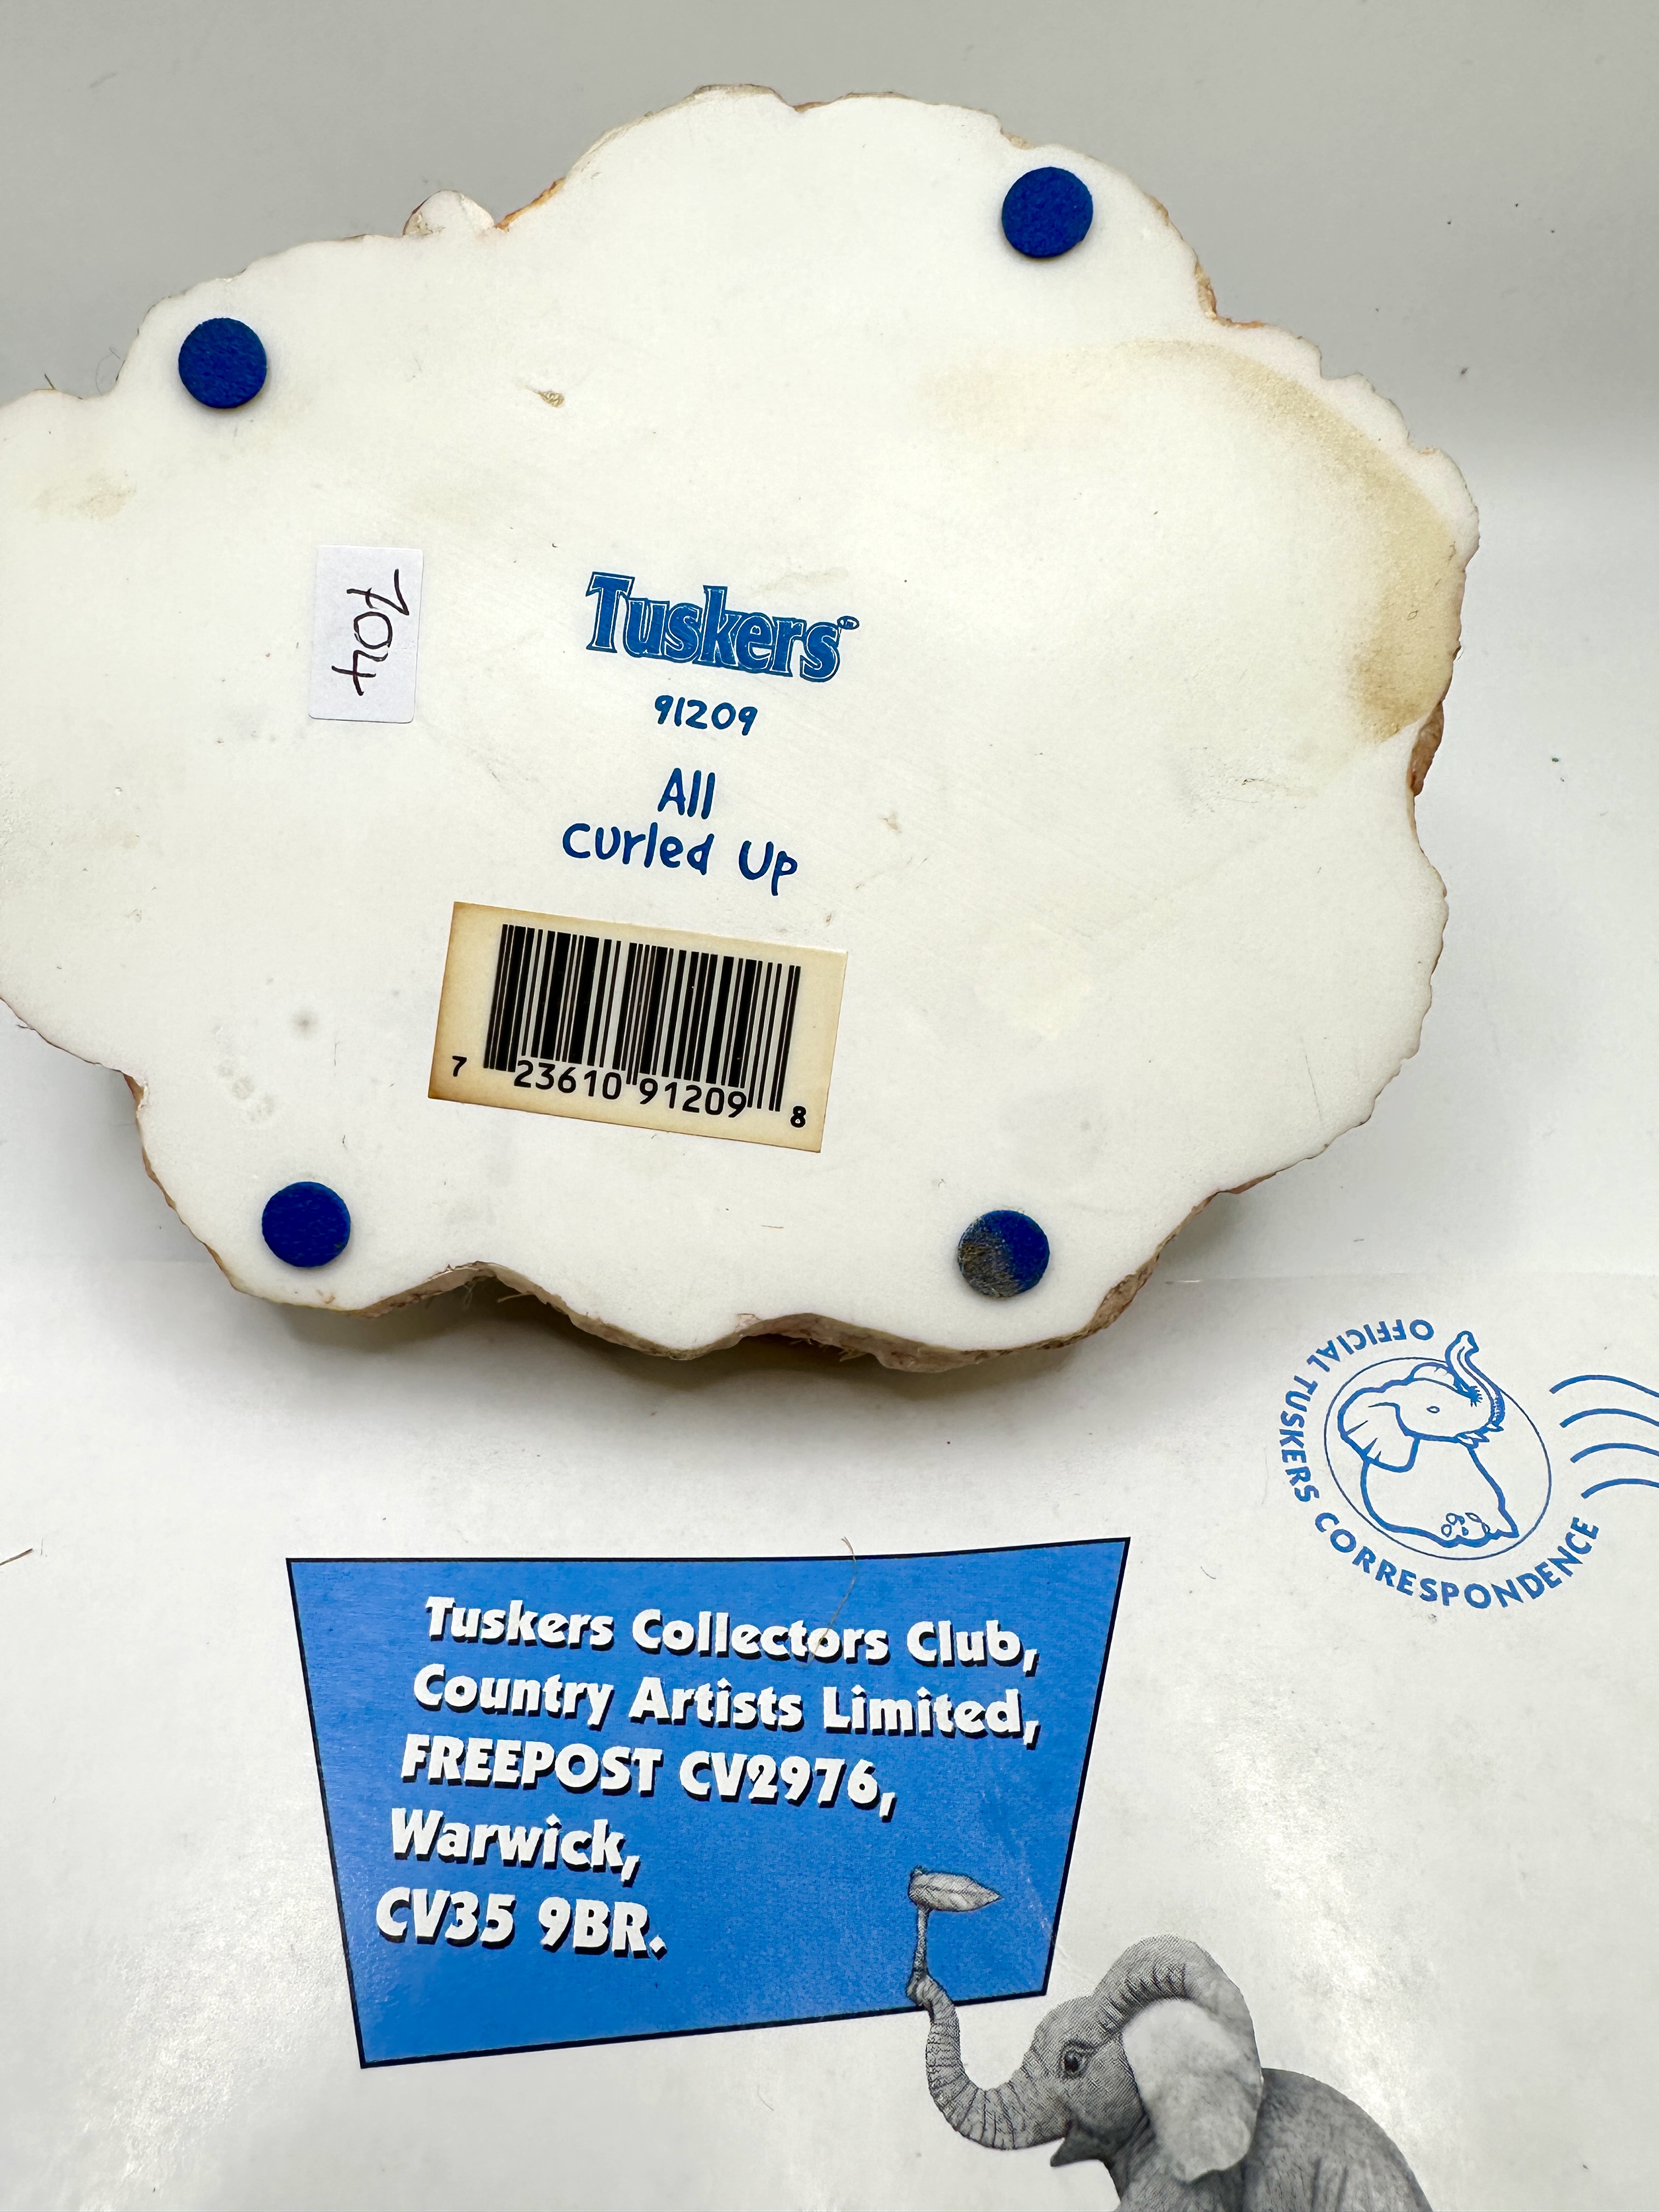 704
Tuskers™
91209
All
Curled Up
7 23610 91209 8
OFFICIAL TUSKERS CORRESPONDENCE
Tuskers Collectors Club,
Country Artists Limited,
FREEPOST CV2976,
Warwick,
CV35 9BR.